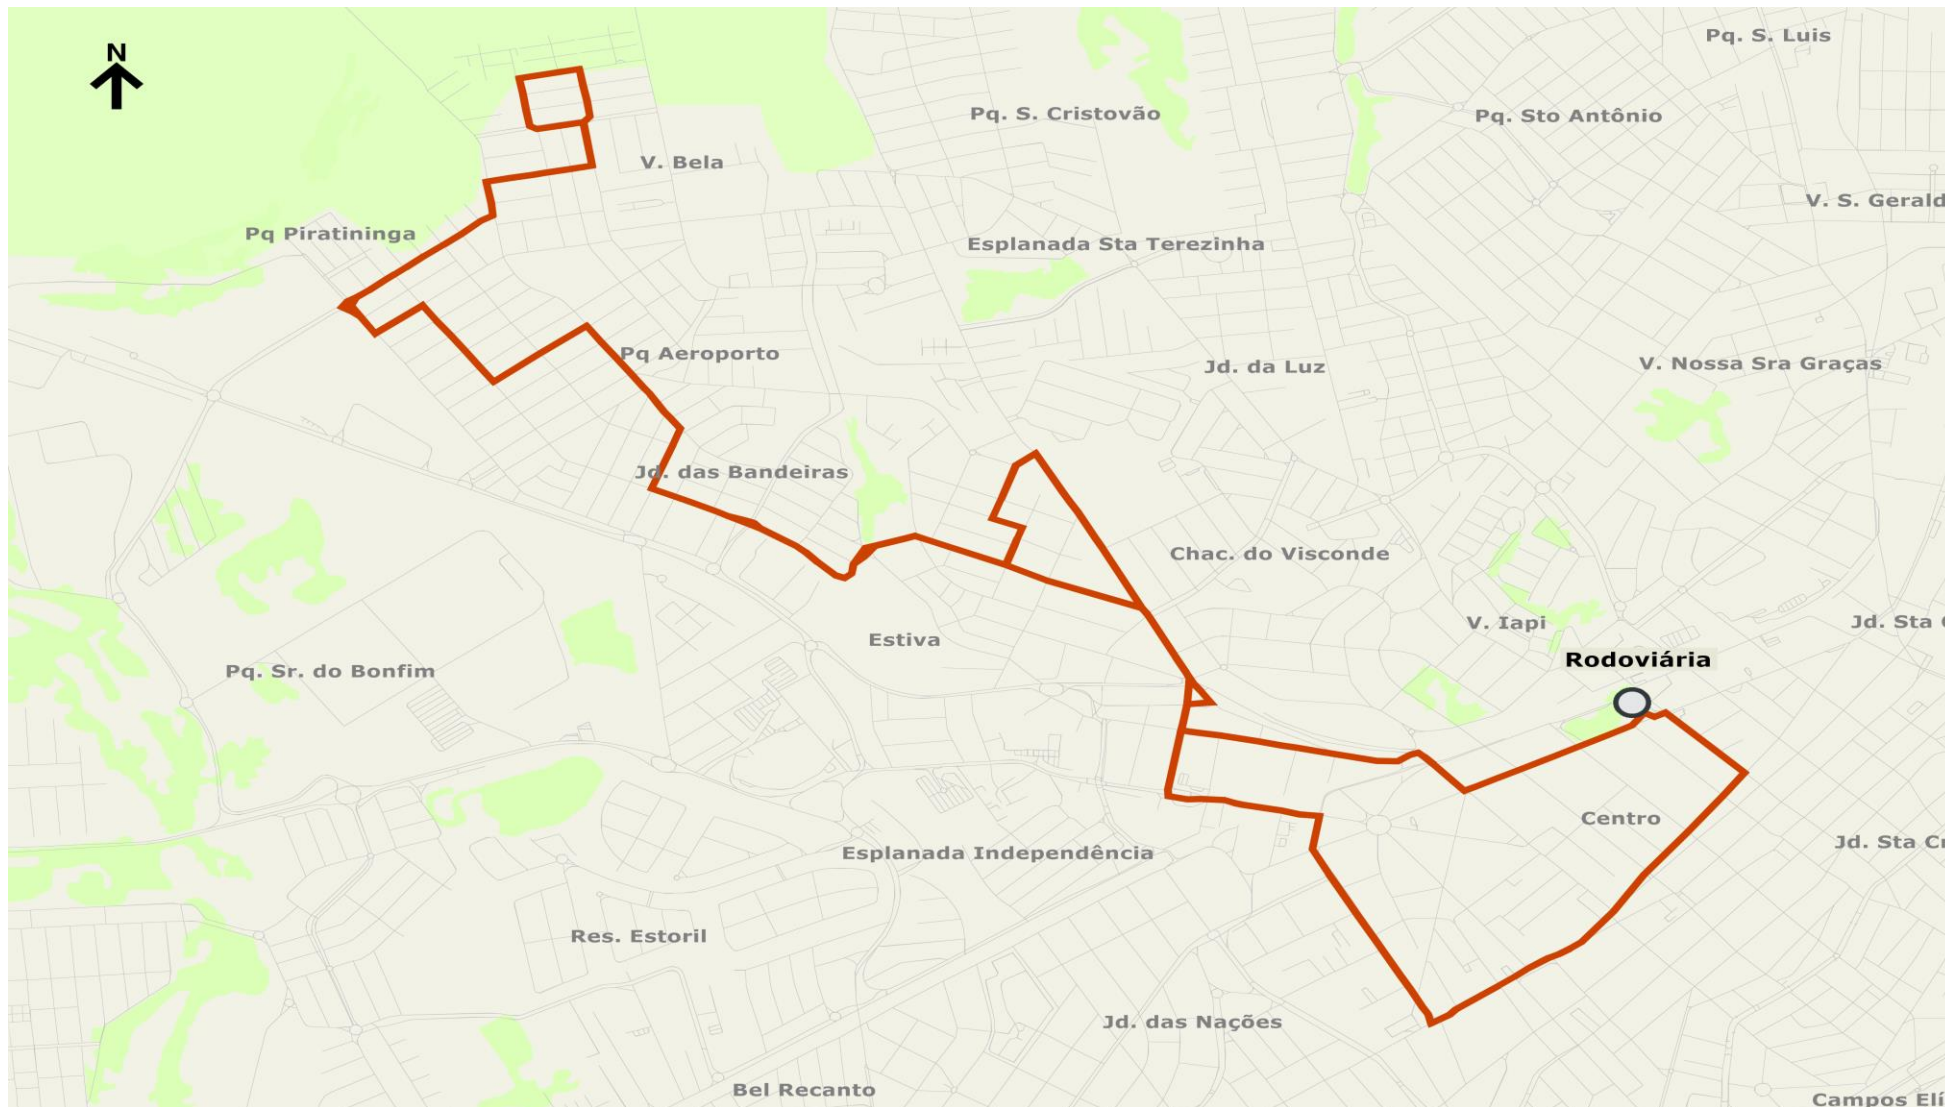 Pq. S. Luis
N
Pq. S. Cristovão
Pq. Sto Antônio
V. Bela
V. S. Gerald
Pq Piratininga
Esplanada Sta Terezinha
Pq Aeroporto
Jd. da Luz
V. Nossa Sra Graças
Jd. das Bandeiras
Chac. do Visconde
V. Iapi
Jd. Sta
Estiva
Rodoviária
Pq. Sr. do Bonfim
Centro
Jd. Sta Cr
Esplanada Independência
Res. Estoril
Jd. das Nações
Bel Recanto
Campos Elí